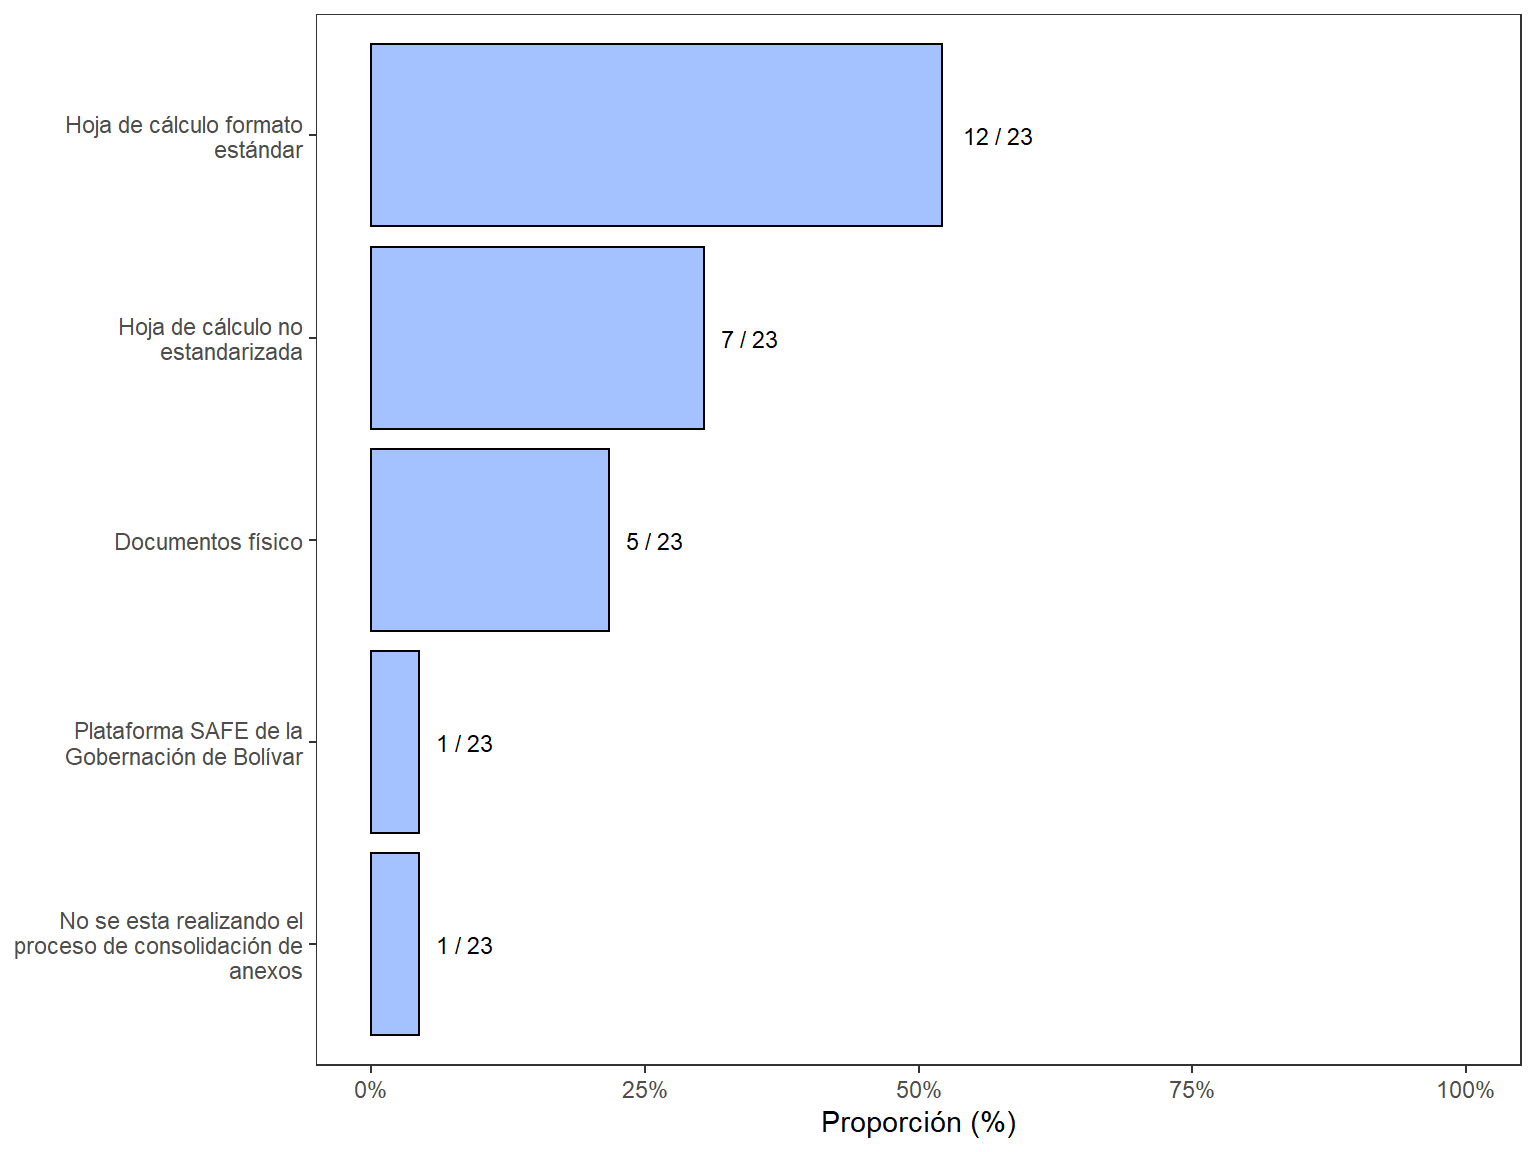 Hoja de cálculo formato
estándar
12 / 23
Hoja de cálculo no
estandarizada
7 / 23
Documentos físico
5 / 23
Plataforma SAFE de la
Gobernación de Bolívar
1 / 23
No se esta realizando el
proceso de consolidación de
anexos
1 / 23
0% 25% 50% 75% 100%
Proporción (%)